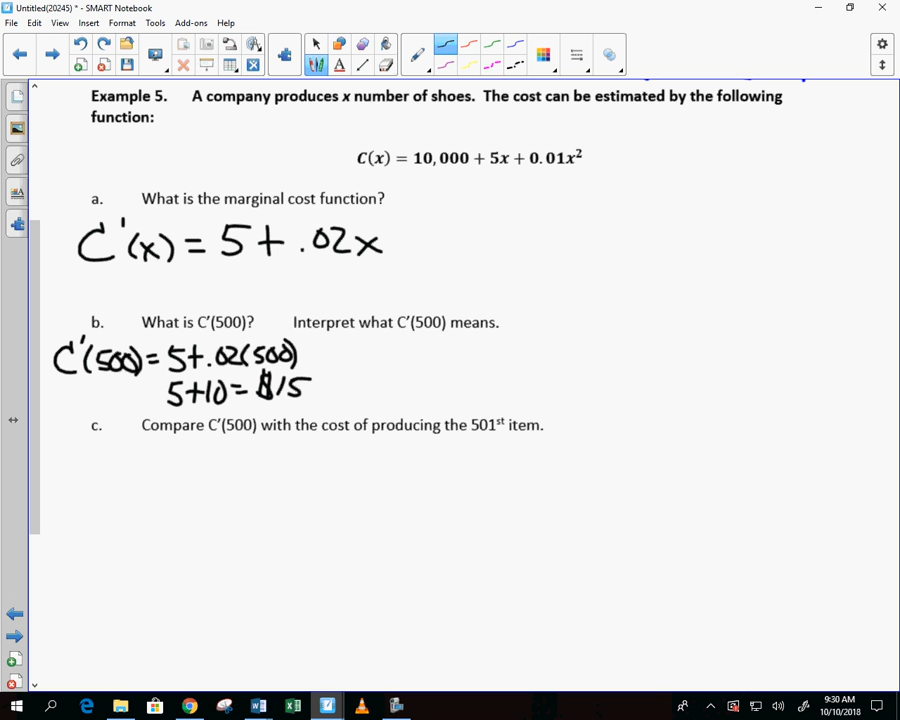 Untitled(20245) * - SMART Notebook
File Edit View Insert Format Tools Add-ons Help
Example 5. A company produces x number of shoes. The cost can be estimated by the following
function:
C(x) = 10,000 + 5x + 0.01x²
a. What is the marginal cost function?
C'(x) = 5 + .02x
b. What is C′(500)? Interpret what C′(500) means.
C'(500) = 5+.02(500)
5+10 = $15
c. Compare C′(500) with the cost of producing the 501ˢᵗ item.
9:30 AM
10/10/2018